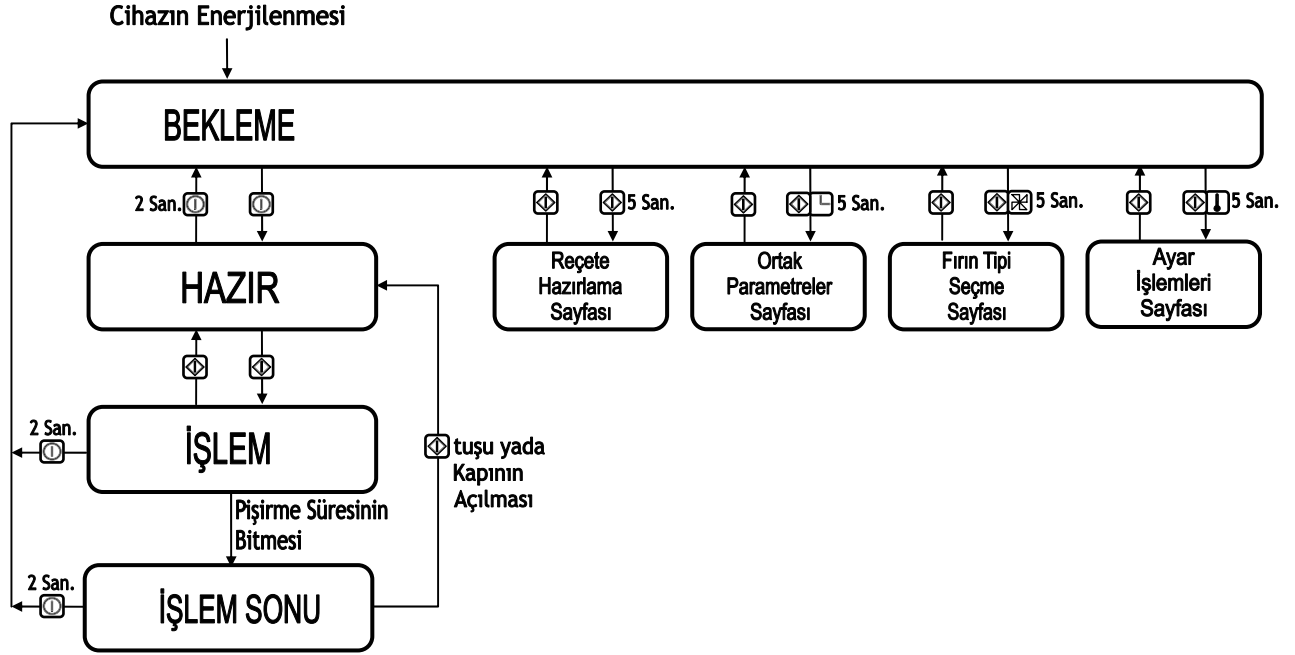 Cihazın Enerjilenmesi
BEKLEME
2 San.
5 San.
5 San.
5 San.
5 San.
HAZIR
Reçete
Hazırlama
Sayfası
Ortak
Parametreler
Sayfası
Fırın Tipi
Seçme
Sayfası
Ayar
İşlemleri
Sayfası
2 San.
İŞLEM
tuşu yada
Kapının
Açılması
Pişirme Süresinin
Bitmesi
2 San.
İŞLEM SONU